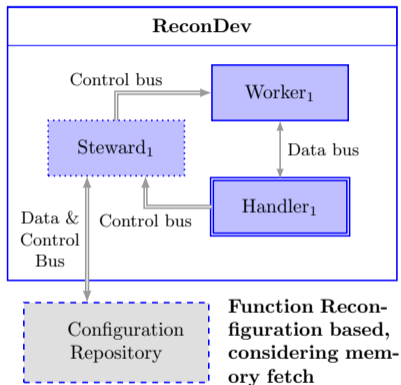 ReconDev
Control bus
Worker₁
Steward₁
Data bus
Handler₁
Control bus
Data &
Control
Bus
Configuration
Repository
Function Recon-
figuration based,
considering mem-
ory fetch